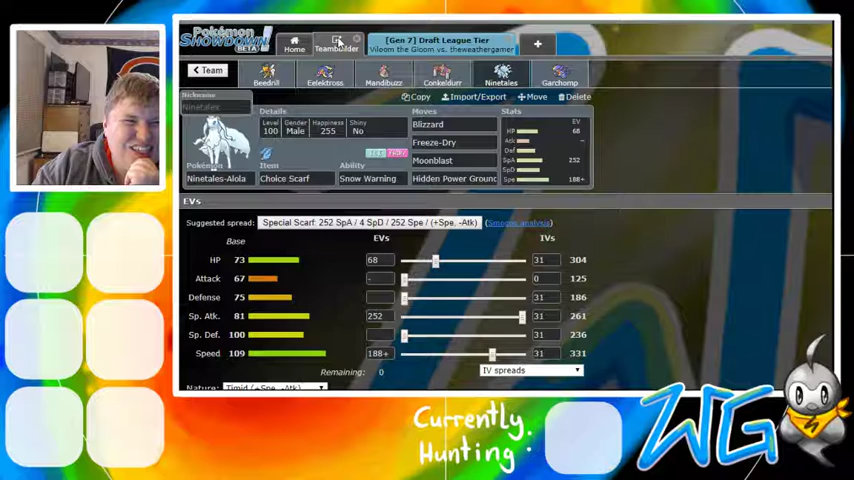 Pokémon
SHOWDOWN!
BETA
Home
Teambuilder
[Gen 7] Draft League Tier
Viloom the Gloom vs. theweathergamer
+
Team
Beedrill
Eelektross
Mandibuzz
Conkeldurr
Ninetales
Garchomp
Copy
Import/Export
Move
Delete
Nickname
Ninetales
Details
Level Gender Happiness Shiny
100 Male 255 No
ICE FAIRY
Pokémon
Ninetales-Alola
Item
Choice Scarf
Ability
Snow Warning
Moves
Blizzard
Freeze-Dry
Moonblast
Hidden Power Ground
Stats
EV
HP 68
Atk -
Def
SpA 252
SpD
Spe 188+
EVs
Suggested spread: Special Scarf: 252 SpA / 4 SpD / 252 Spe / (+Spe, -Atk) (Smogon analysis)
Base EVs IVs
HP 73 68 31 304
Attack 67 - 0 125
Defense 75 31 186
Sp. Atk. 81 252 31 261
Sp. Def. 100 31 236
Speed 109 188+ 31 331
Remaining: 0 IV spreads
Nature: Timid (+Spe, -Atk)
Currently
Hunting:
WG